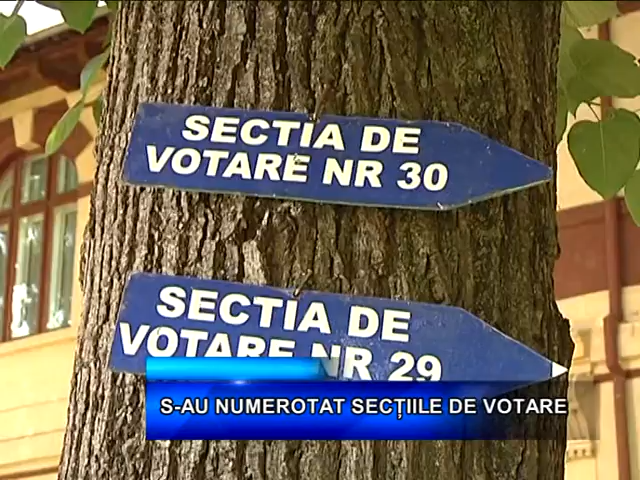 SECTIA DE
VOTARE NR 30
SECTIA DE
VOTARE NR 29
S-AU NUMEROTAT SECȚIILE DE VOTARE